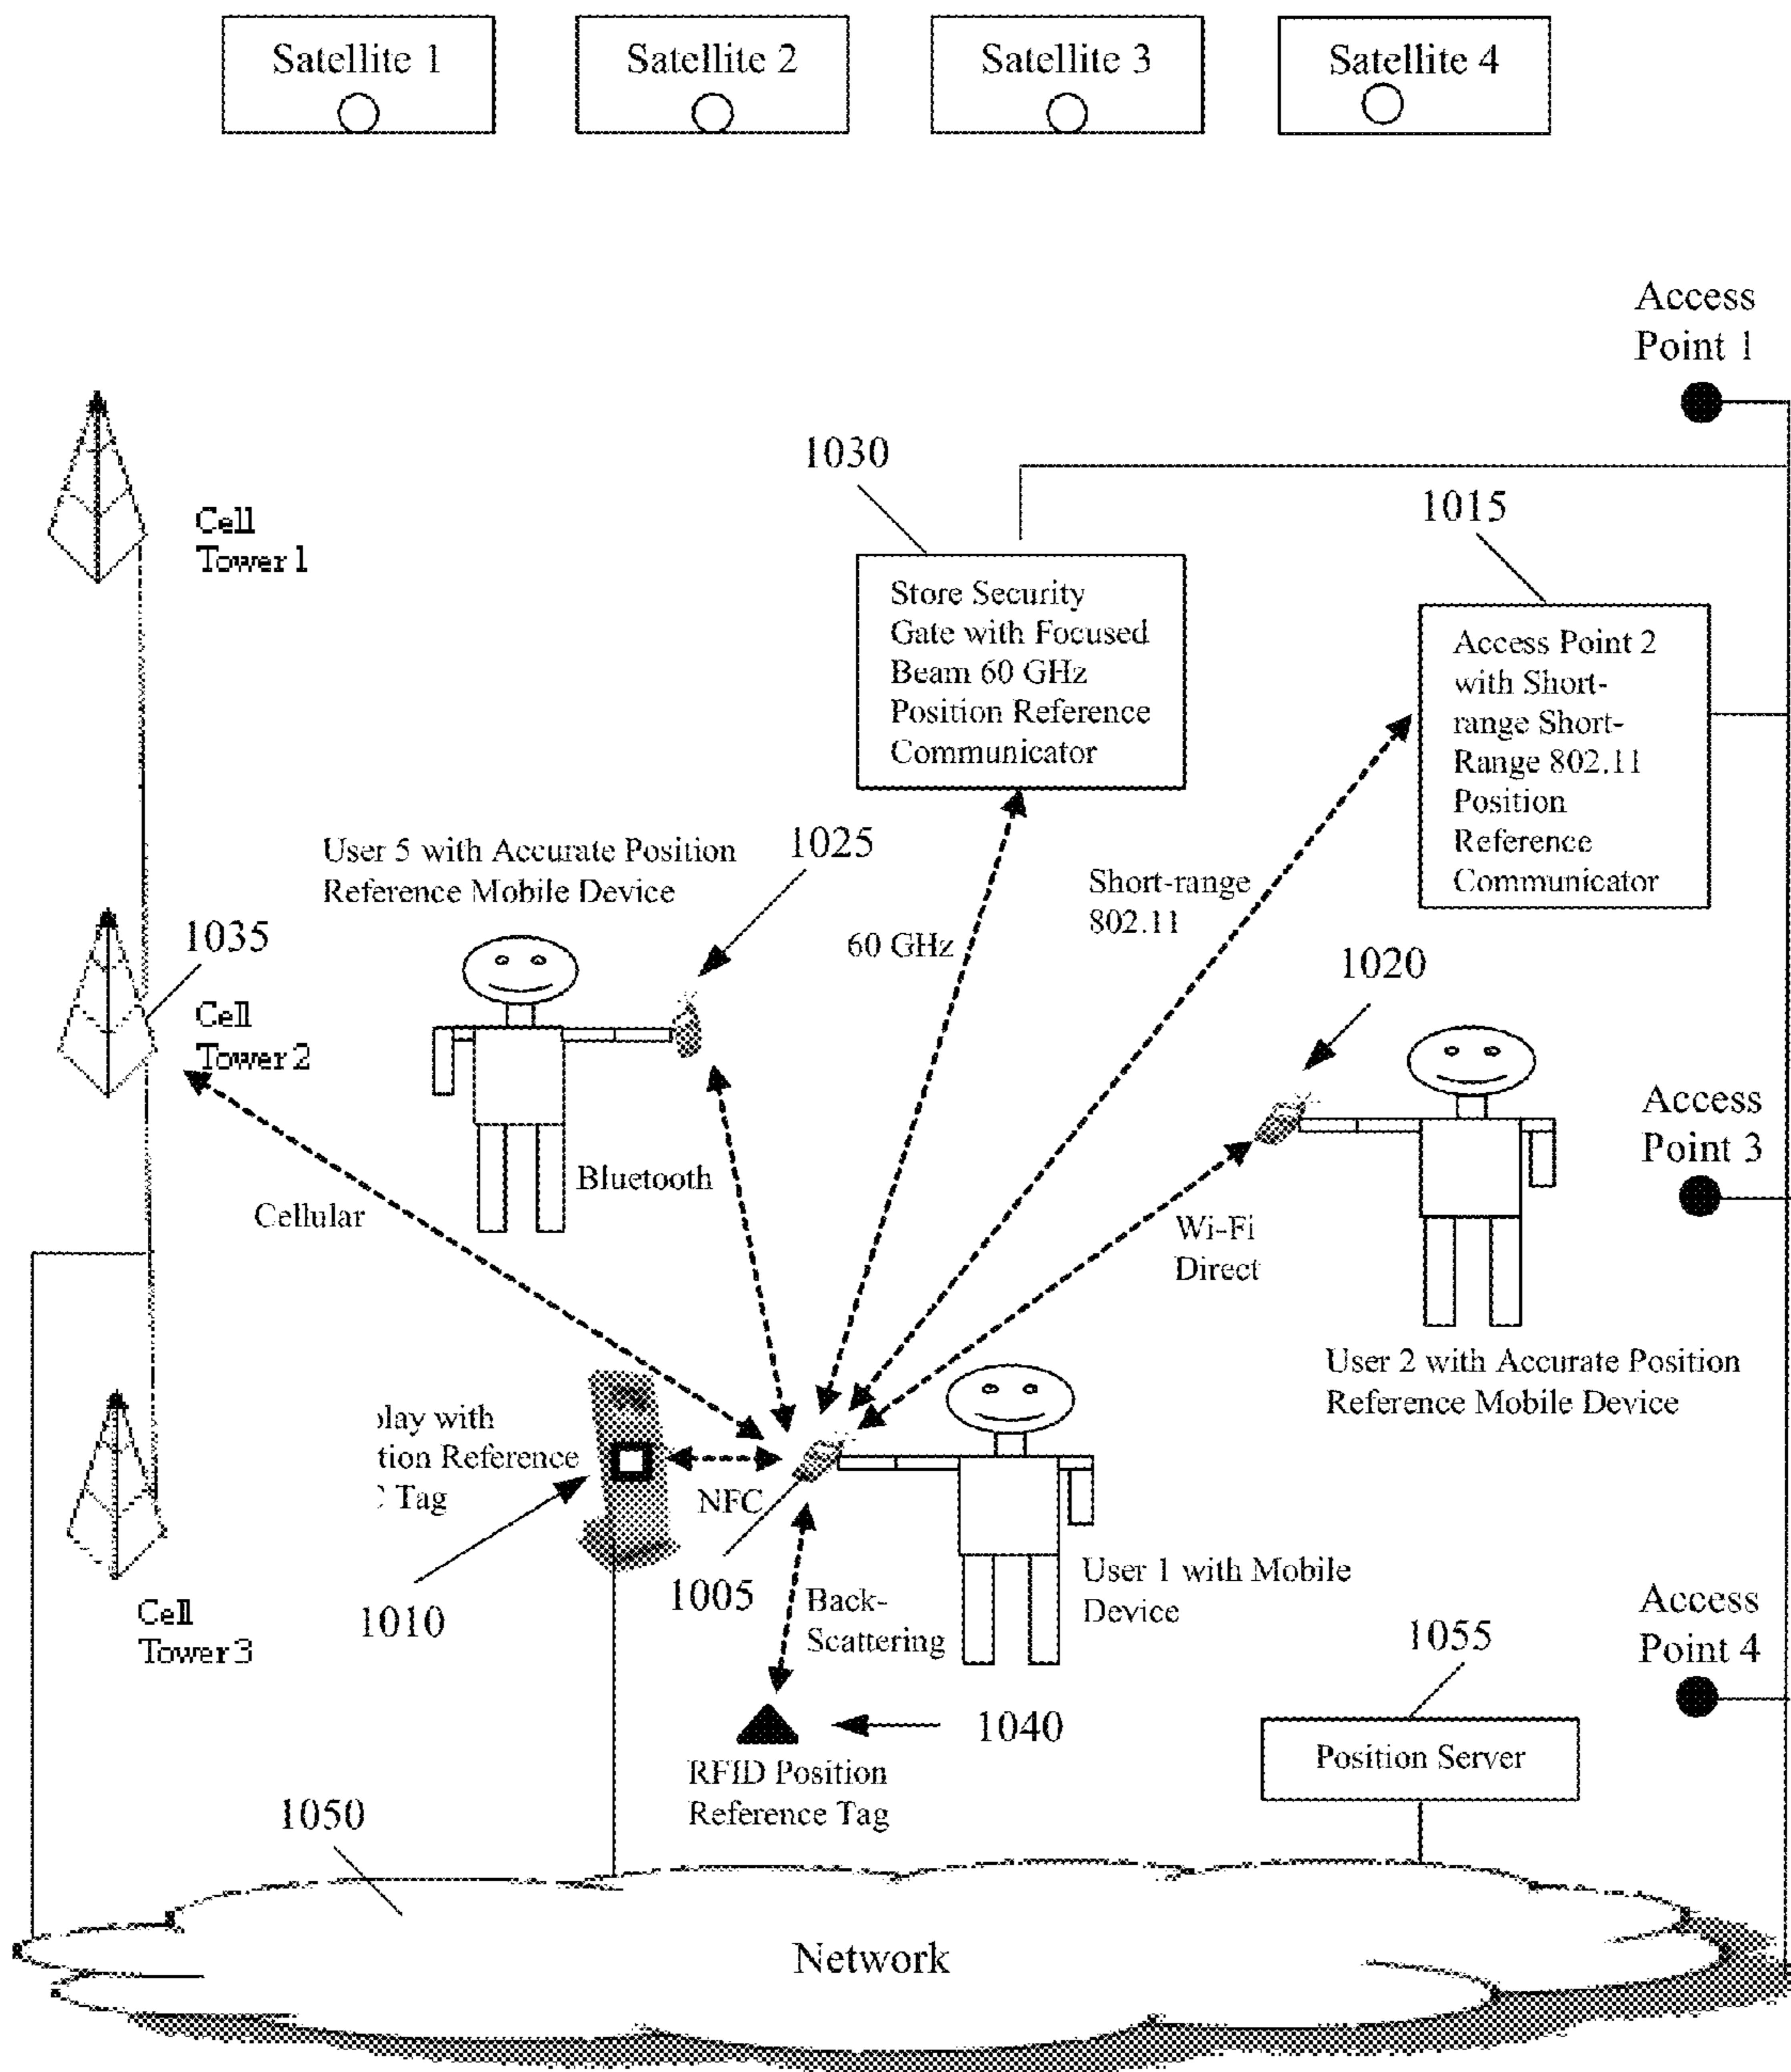 Satellite 1
Satellite 2
Satellite 3
Satellite 4
Access
Point 1
1030
1015
Cell
Tower 1
Store Security
Gate with Focused
Beam 60 GHz
Position Reference
Communicator
Access Point 2
with Short-
range Short-
Range 802.11
Position
Reference
Communicator
User 5 with Accurate Position
Reference Mobile Device
1025
Short-range
802.11
60 GHz
1035
1020
Cell
Tower 2
Access
Point 3
Bluetooth
Cellular
Wi-Fi
Direct
User 2 with Accurate Position
Reference Mobile Device
play with
tion Reference
Tag
NFC
1005
1010
User 1 with Mobile
Device
Back-
Scattering
Cell
Tower 3
Access
Point 4
1055
1040
Position Server
RFID Position
Reference Tag
1050
Network